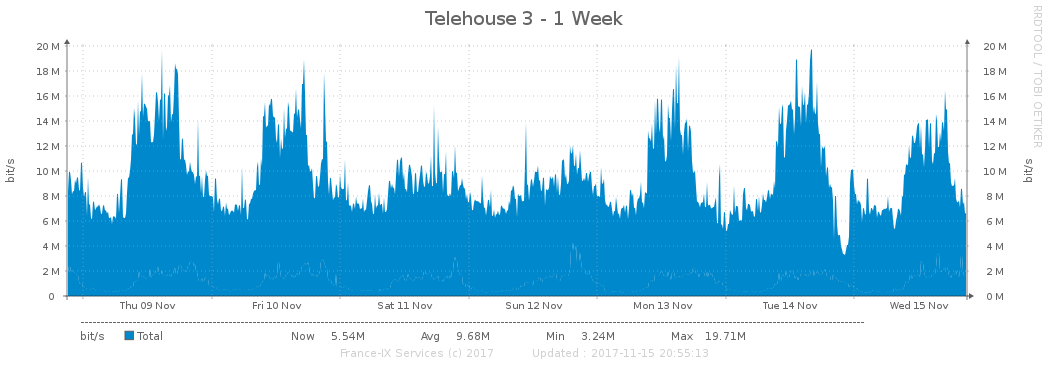 Telehouse 3 - 1 Week
RRDTOOL / TOBI OETIKER
bit/s
20 M 20 M
18 M 18 M
16 M 16 M
14 M 14 M
12 M 12 M
10 M 10 M
8 M 8 M
6 M 6 M
4 M 4 M
2 M 2 M
0 0 M
bit/s
Thu 09 Nov Fri 10 Nov Sat 11 Nov Sun 12 Nov Mon 13 Nov Tue 14 Nov Wed 15 Nov
bit/s Total Now 5.54M Avg 9.68M Min 3.24M Max 19.71M
France-IX Services (c) 2017 Updated : 2017-11-15 20:55:13